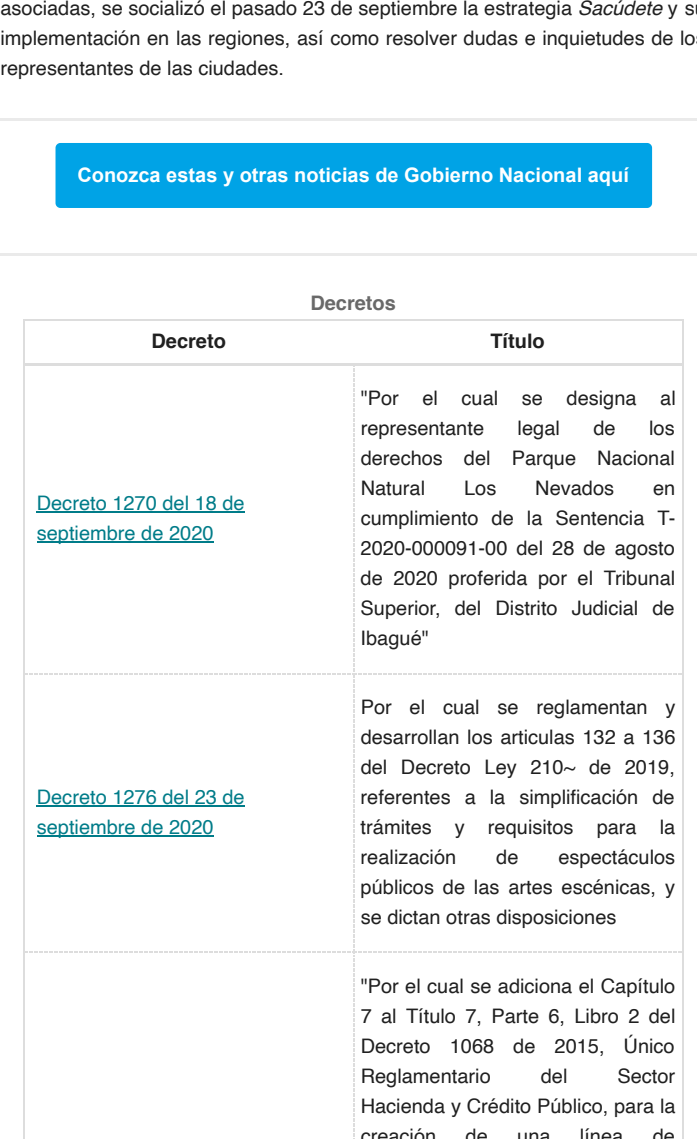 asociadas, se socializó el pasado 23 de septiembre la estrategia Sacúdete y su
implementación en las regiones, así como resolver dudas e inquietudes de los
representantes de las ciudades.
Conozca estas y otras noticias de Gobierno Nacional aquí
Decretos
Decreto
Título
Decreto 1270 del 18 de
septiembre de 2020
"Por el cual se designa al
representante legal de los
derechos del Parque Nacional
Natural Los Nevados en
cumplimiento de la Sentencia T-
2020-000091-00 del 28 de agosto
de 2020 proferida por el Tribunal
Superior, del Distrito Judicial de
Ibagué"
Decreto 1276 del 23 de
septiembre de 2020
Por el cual se reglamentan y
desarrollan los articulas 132 a 136
del Decreto Ley 210~ de 2019,
referentes a la simplificación de
trámites y requisitos para la
realización de espectáculos
públicos de las artes escénicas, y
se dictan otras disposiciones
"Por el cual se adiciona el Capítulo
7 al Título 7, Parte 6, Libro 2 del
Decreto 1068 de 2015, Único
Reglamentario del Sector
Hacienda y Crédito Público, para la
creación de una línea de